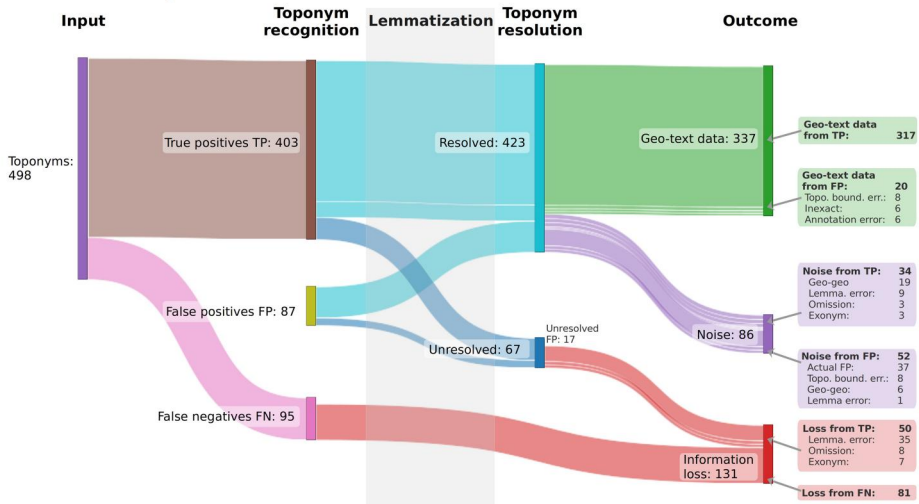 Input
Toponym
recognition
Lemmatization
Toponym
resolution
Outcome
Toponyms:
498
True positives TP: 403
False positives FP: 87
False negatives FN: 95
Resolved: 423
Unresolved: 67
Unresolved
FP: 17
Geo-text data: 337
Noise: 86
Information
loss: 131
Geo-text data
from TP: 317
Geo-text data
from FP: 20
Topo. bound. err.: 8
Inexact: 6
Annotation error: 6
Noise from TP: 34
Geo-geo 19
Lemma. error: 9
Omission: 3
Exonym: 3
Noise from FP: 52
Actual FP: 37
Topo. bound. err.: 8
Geo-geo: 6
Lemma error: 1
Loss from TP: 50
Lemma. error: 35
Omission: 8
Exonym: 7
Loss from FN: 81